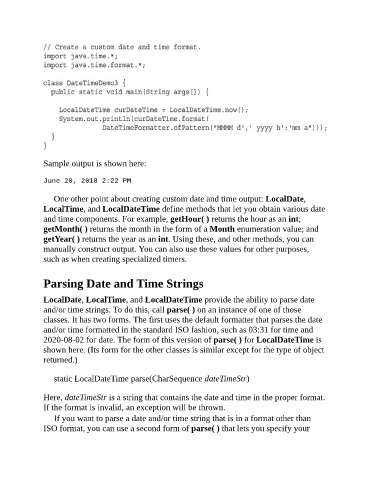 // Create a custom date and time format.
import java.time.*;
import java.time.format.*;
class DateTimeDemo3 {
public static void main(String args[]) {
LocalDateTime curDateTime = LocalDateTime.now();
System.out.println(curDateTime.format(
DateTimeFormatter.ofPattern("MMMM d',' yyyy h':'mm a")));
}
}
Sample output is shown here:
June 20, 2018 2:22 PM
One other point about creating custom date and time output: LocalDate,
LocalTime, and LocalDateTime define methods that let you obtain various date
and time components. For example, getHour( ) returns the hour as an int;
getMonth( ) returns the month in the form of a Month enumeration value; and
getYear( ) returns the year as an int. Using these, and other methods, you can
manually construct output. You can also use these values for other purposes,
such as when creating specialized timers.
Parsing Date and Time Strings
LocalDate, LocalTime, and LocalDateTime provide the ability to parse date
and/or time strings. To do this, call parse( ) on an instance of one of those
classes. It has two forms. The first uses the default formatter that parses the date
and/or time formatted in the standard ISO fashion, such as 03:31 for time and
2020-08-02 for date. The form of this version of parse( ) for LocalDateTime is
shown here. (Its form for the other classes is similar except for the type of object
returned.)
static LocalDateTime parse(CharSequence dateTimeStr)
Here, dateTimeStr is a string that contains the date and time in the proper format.
If the format is invalid, an exception will be thrown.
If you want to parse a date and/or time string that is in a format other than
ISO format, you can use a second form of parse( ) that lets you specify your